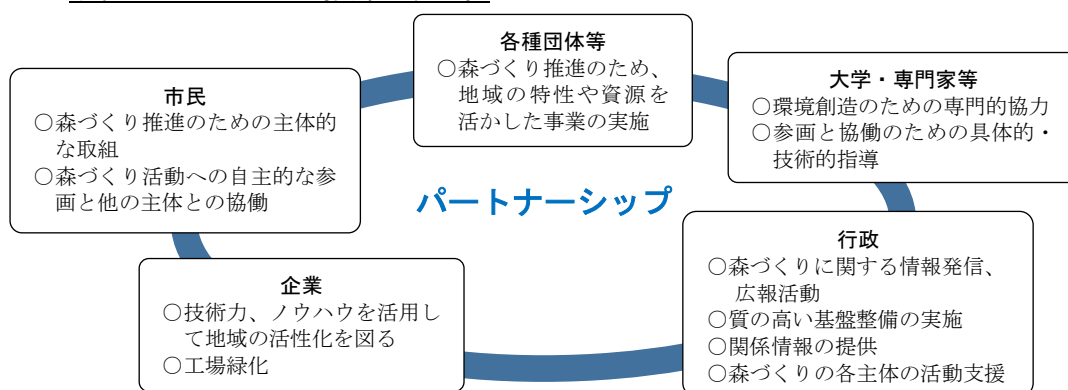 各種団体等
○森づくり推進のため、
地域の特性や資源を
活かした事業の実施
市民
○森づくり推進のための主体的
な取組
○森づくり活動への自主的な参
画と他の主体との協働
大学・専門家等
○環境創造のための専門的協力
○参画と協働のための具体的・
技術的指導
パートナーシップ
企業
○技術力、ノウハウを活用し
て地域の活性化を図る
○工場緑化
行政
○森づくりに関する情報発信、
広報活動
○質の高い基盤整備の実施
○関係情報の提供
○森づくりの各主体の活動支援